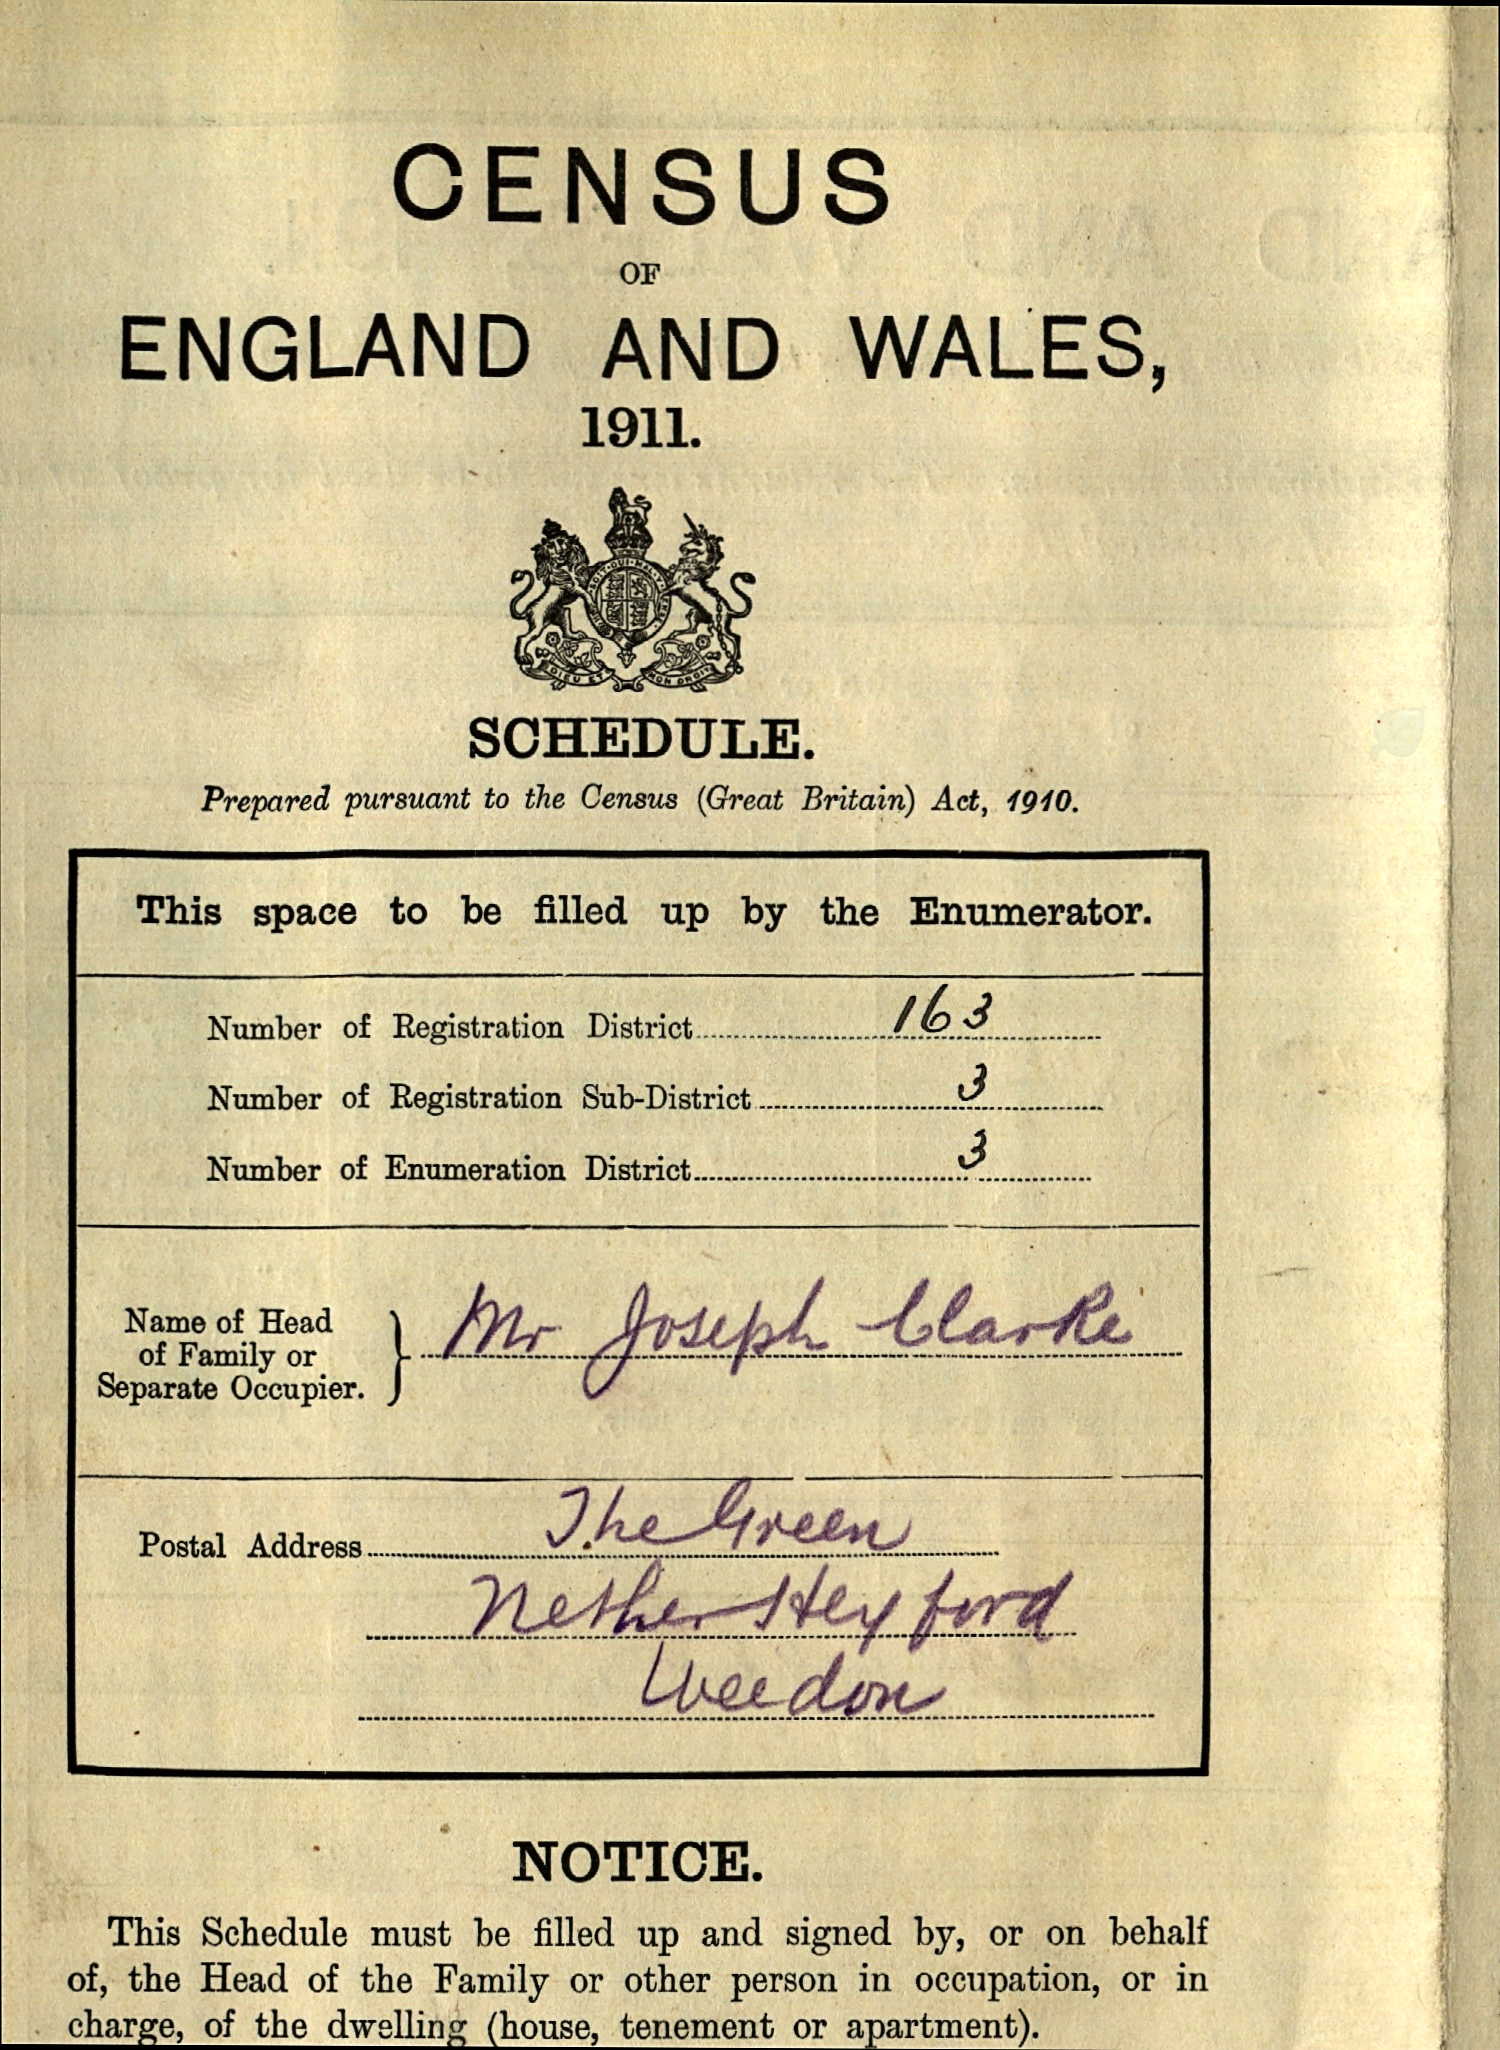 CENSUS
OF
ENGLAND AND WALES,
1911.
DIEU ET MON DROIT
SCHEDULE.
Prepared pursuant to the Census (Great Britain) Act, 1910.
This space to be filled up by the Enumerator.
Number of Registration District 163
Number of Registration Sub-District 3
Number of Enumeration District 3
Name of Head
of Family or
Separate Occupier.
Mr Joseph Clarke
Postal Address The Green
Nether Heyford
Weedon
NOTICE.
This Schedule must be filled up and signed by, or on behalf
of, the Head of the Family or other person in occupation, or in
charge, of the dwelling (house, tenement or apartment).